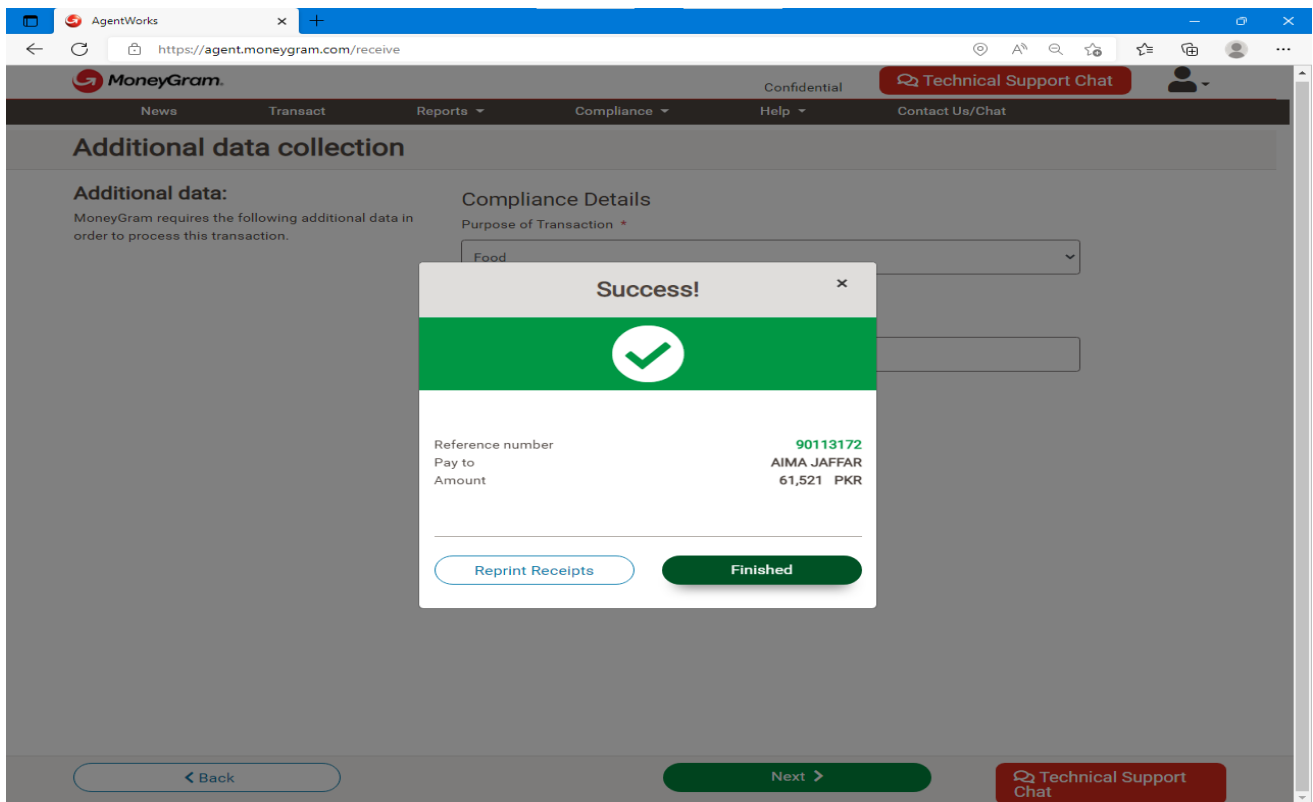 AgentWorks
https://agent.moneygram.com/receive
MoneyGram.
Confidential
Technical Support Chat
News
Transact
Reports
Compliance
Help
Contact Us/Chat
Additional data collection
Additional data:
MoneyGram requires the following additional data in
order to process this transaction.
Compliance Details
Purpose of Transaction *
Food
Success!
Reference number 90113172
Pay to AIMA JAFFAR
Amount 61,521 PKR
Reprint Receipts
Finished
Back
Next
Technical Support
Chat